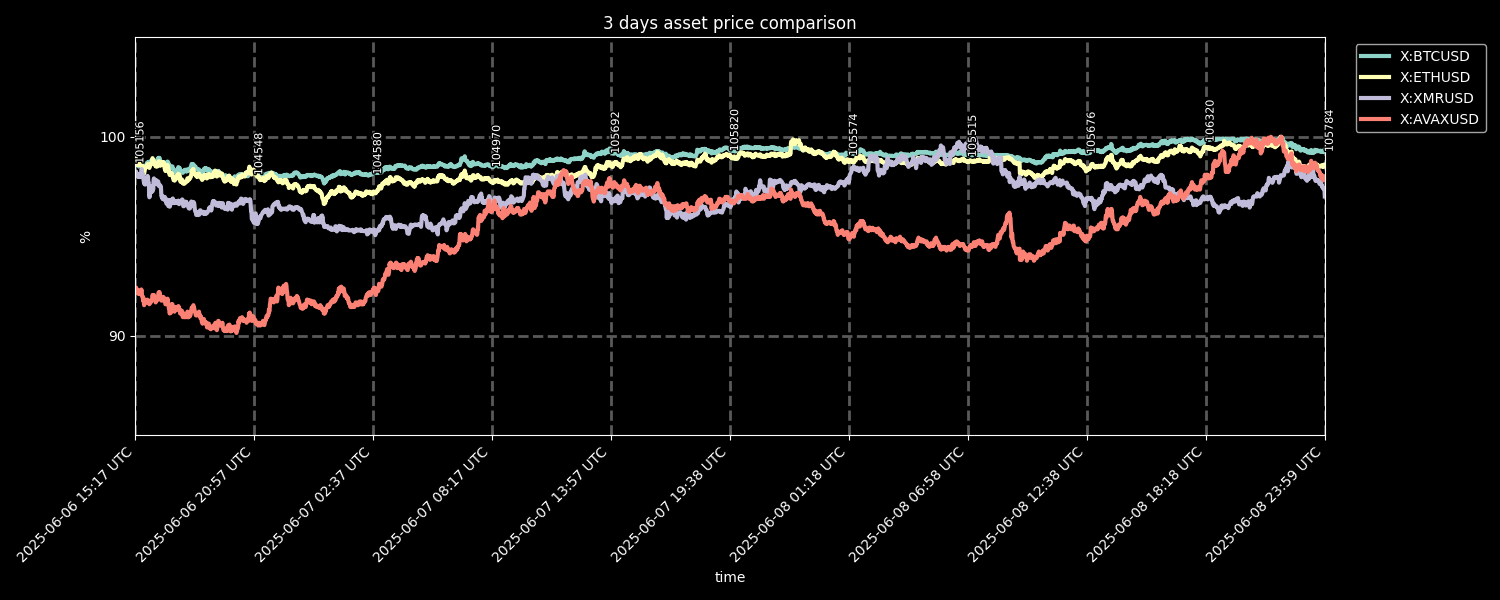 3 days asset price comparison
X:BTCUSD
X:ETHUSD
X:XMRUSD
X:AVAXUSD
100
90
%
105156
104548
104580
104970
105692
105820
105574
105515
105676
106320
105784
2025-06-06 15:17 UTC
2025-06-06 20:57 UTC
2025-06-07 02:37 UTC
2025-06-07 08:17 UTC
2025-06-07 13:57 UTC
2025-06-07 19:38 UTC
2025-06-08 01:18 UTC
2025-06-08 06:58 UTC
2025-06-08 12:38 UTC
2025-06-08 18:18 UTC
2025-06-08 23:59 UTC
time